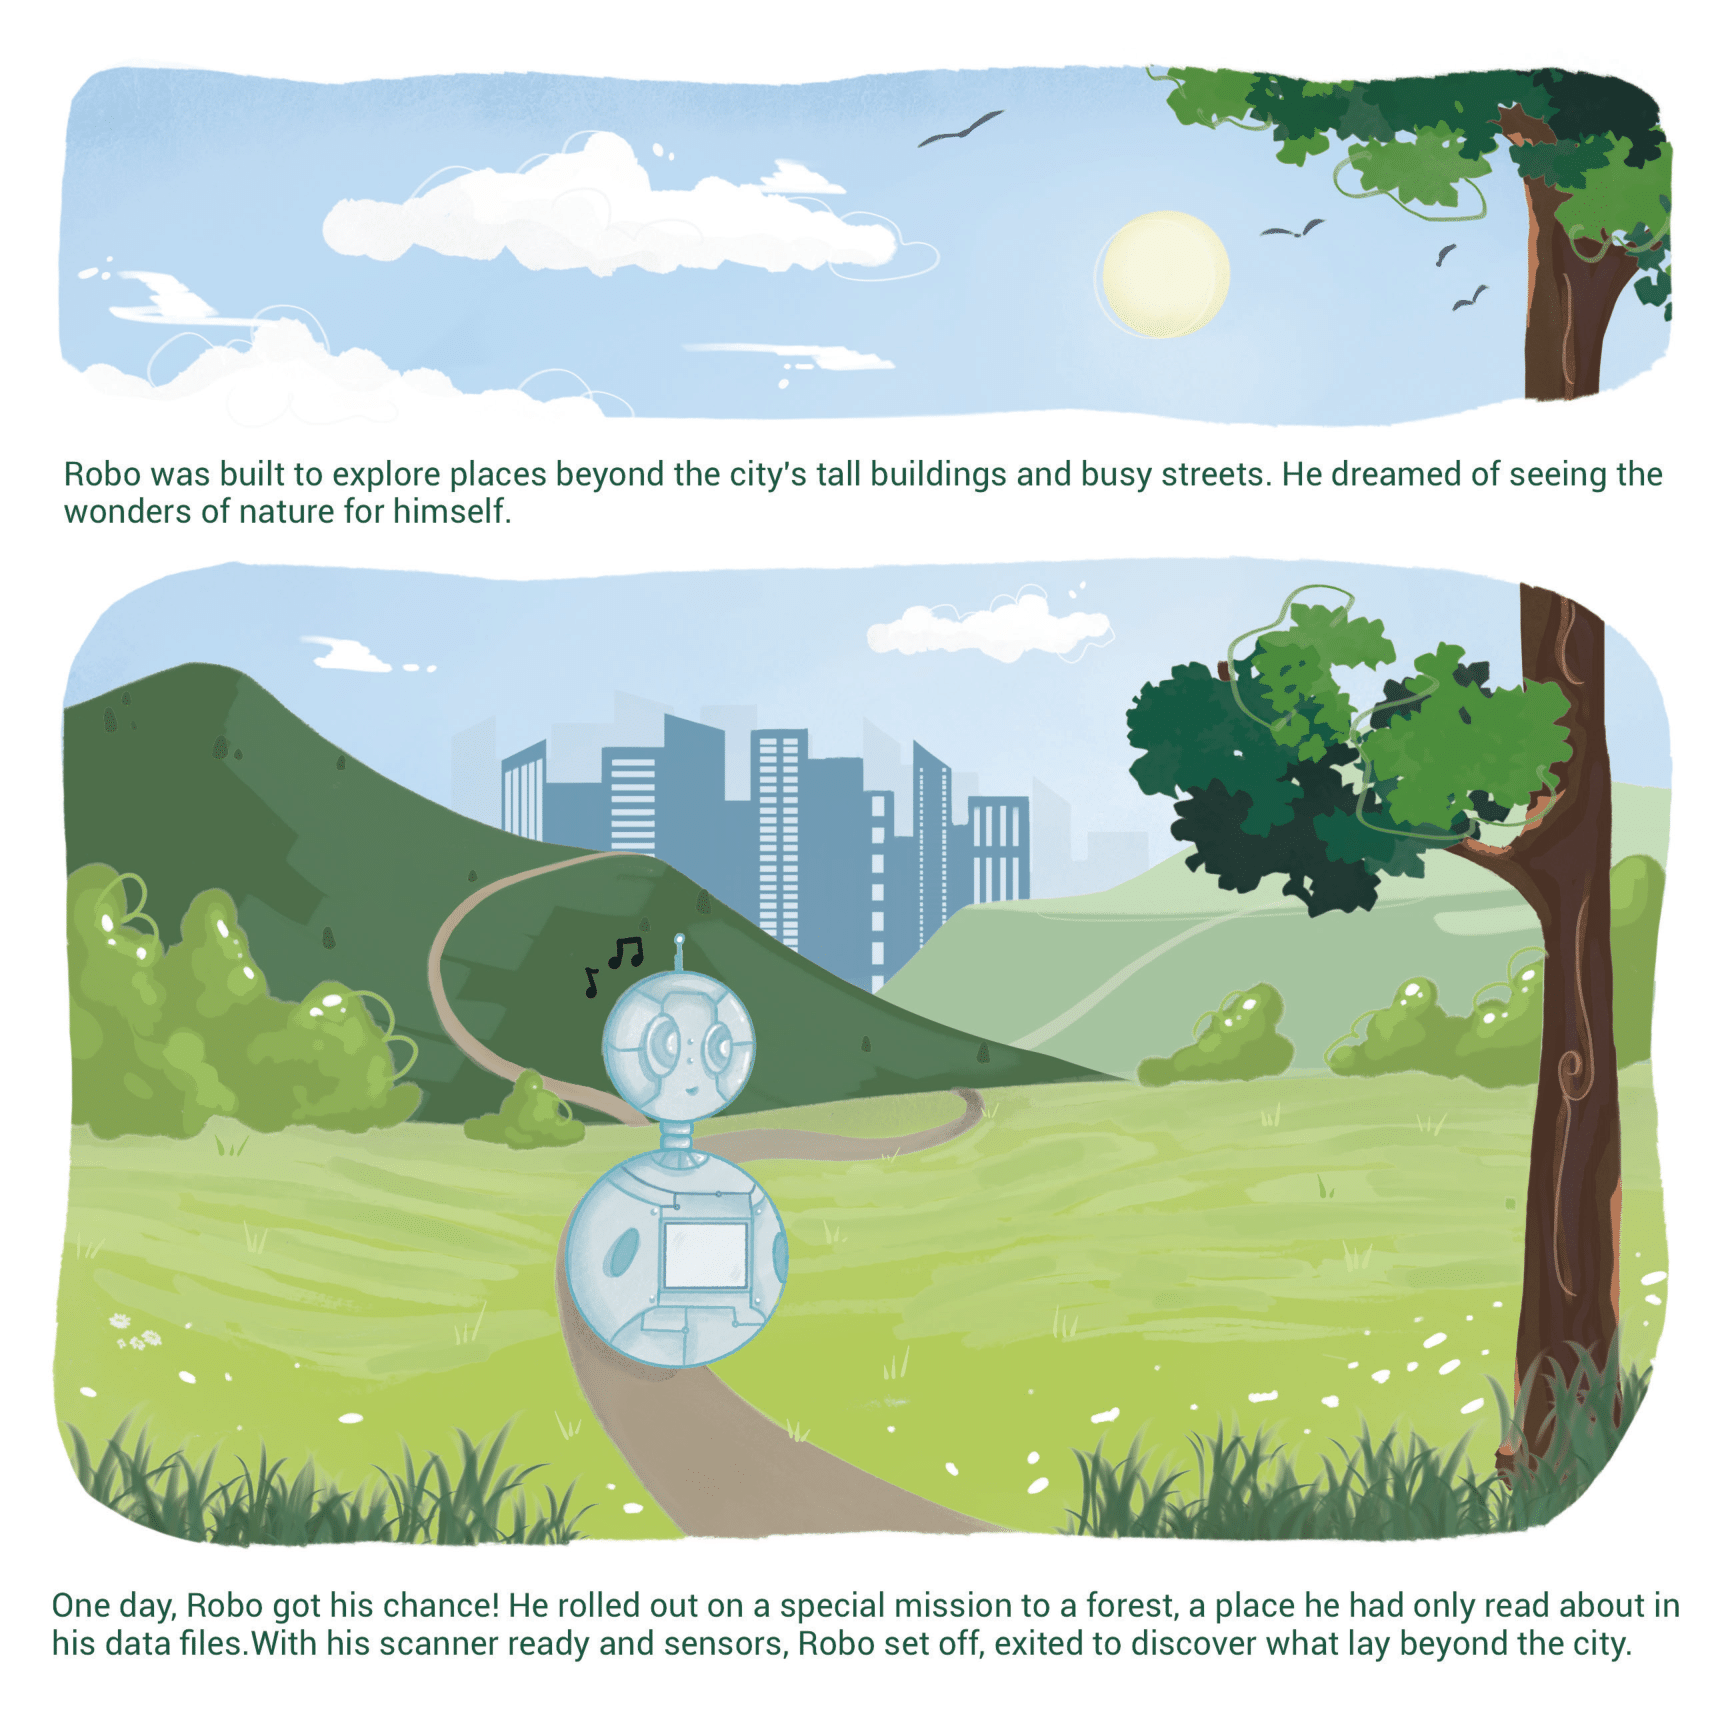 Robo was built to explore places beyond the city's tall buildings and busy streets. He dreamed of seeing the
wonders of nature for himself.
One day, Robo got his chance! He rolled out on a special mission to a forest, a place he had only read about in
his data files.With his scanner ready and sensors, Robo set off, exited to discover what lay beyond the city.